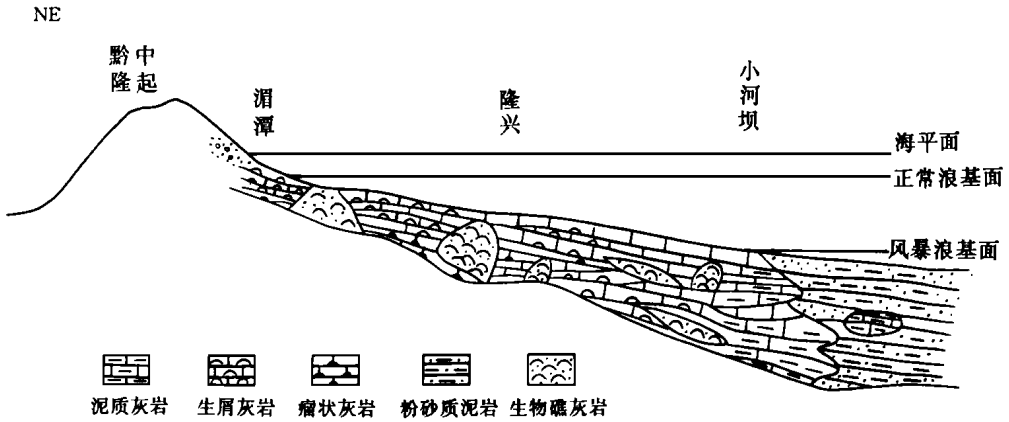 NE
黔中
隆起
湄潭
隆兴
小河坝
海平面
正常浪基面
风暴浪基面
泥质灰岩
生屑灰岩
瘤状灰岩
粉砂质泥岩
生物礁灰岩